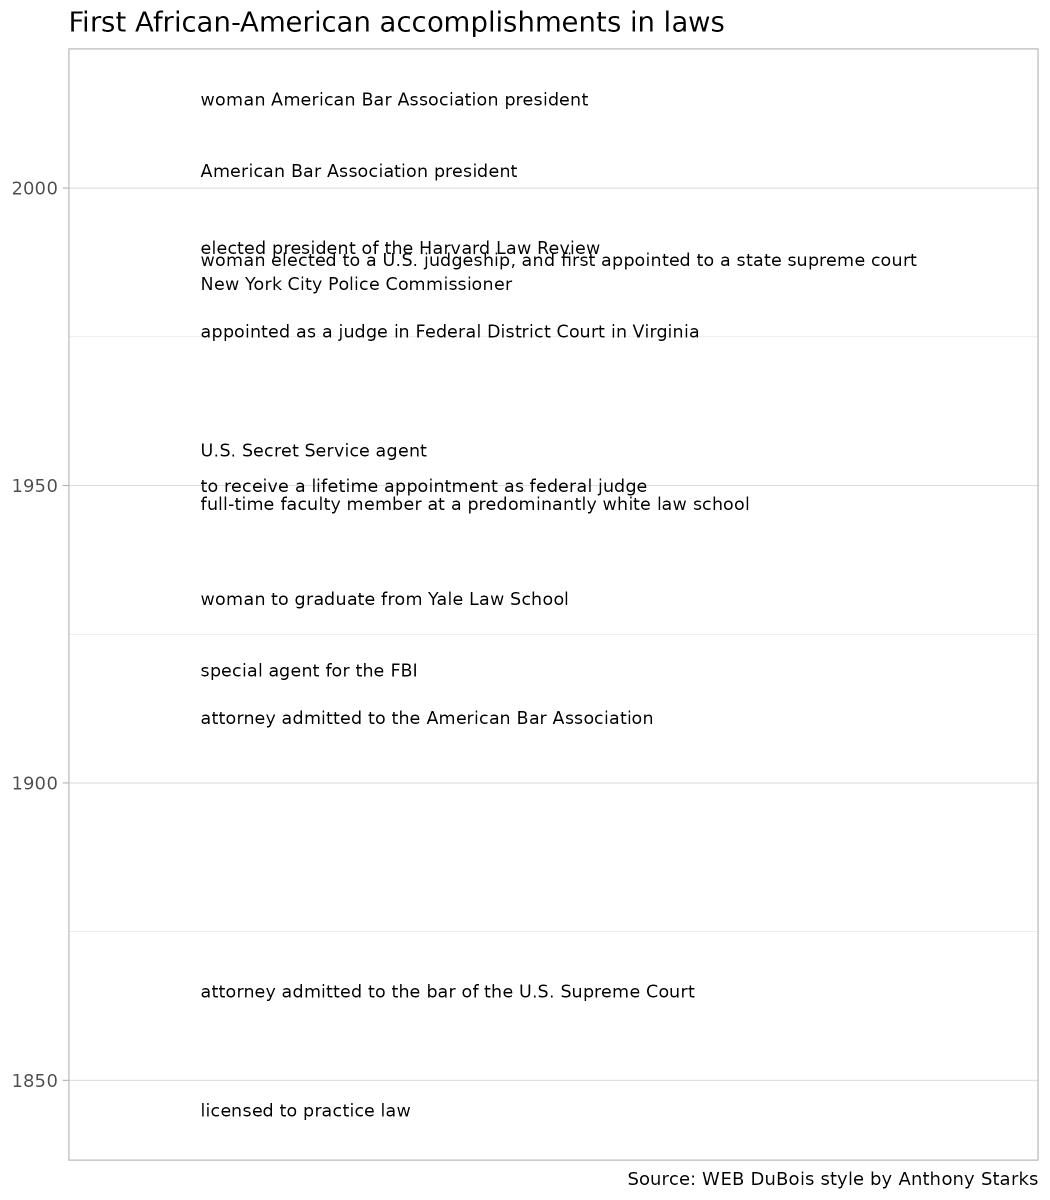 First African-American accomplishments in laws
woman American Bar Association president
American Bar Association president
2000
elected president of the Harvard Law Review
woman elected to a U.S. judgeship, and first appointed to a state supreme court
New York City Police Commissioner
appointed as a judge in Federal District Court in Virginia
U.S. Secret Service agent
1950
to receive a lifetime appointment as federal judge
full-time faculty member at a predominantly white law school
woman to graduate from Yale Law School
special agent for the FBI
attorney admitted to the American Bar Association
1900
attorney admitted to the bar of the U.S. Supreme Court
1850
licensed to practice law
Source: WEB DuBois style by Anthony Starks